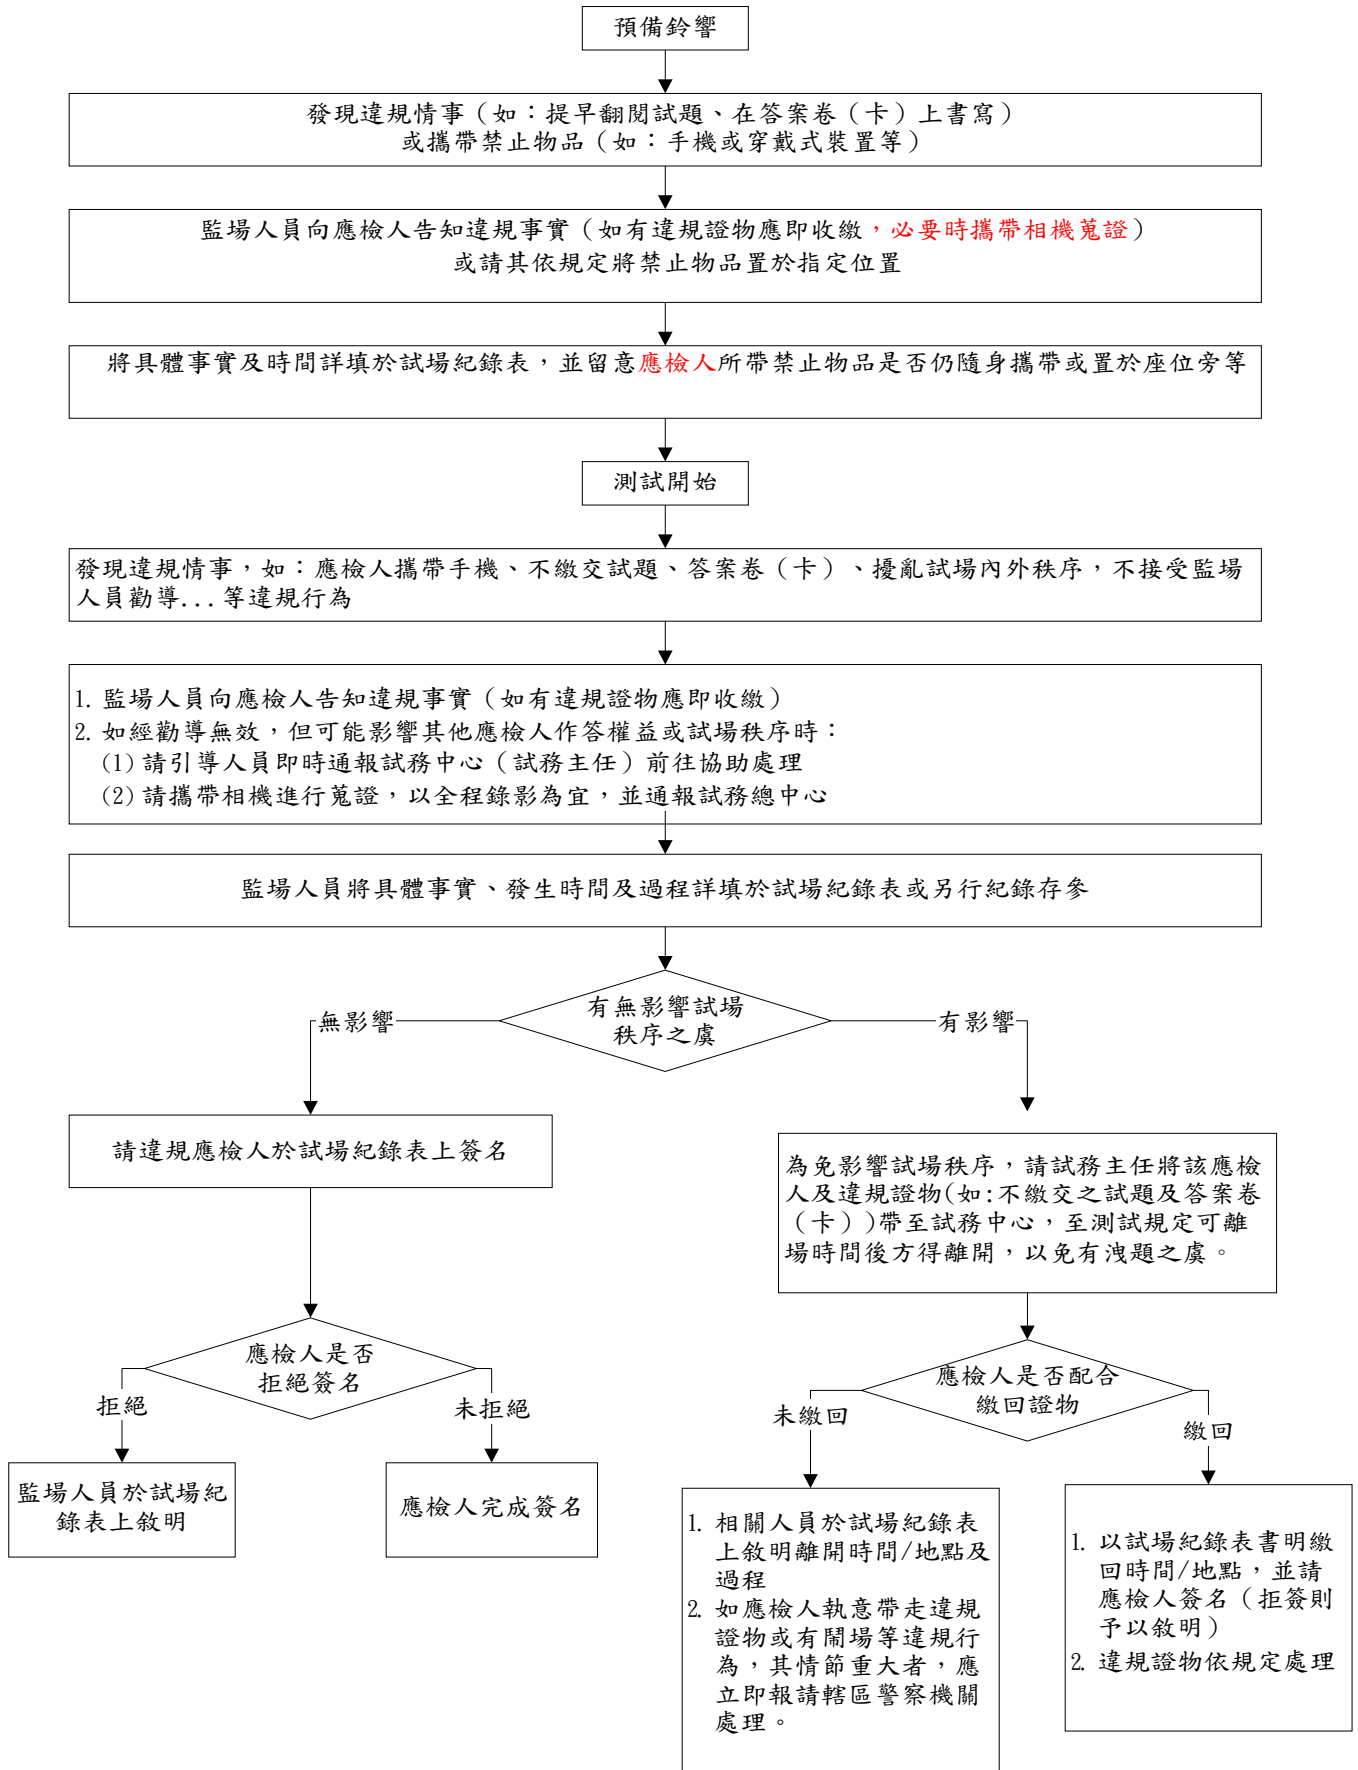 預備鈴響
發現違規情事（如：提早翻閱試題、在答案卷（卡）上書寫）
或攜帶禁止物品（如：手機或穿戴式裝置等）
監場人員向應檢人告知違規事實（如有違規證物應即收繳，必要時攜帶相機蒐證）
或請其依規定將禁止物品置於指定位置
將具體事實及時間詳填於試場紀錄表，並留意應檢人所帶禁止物品是否仍隨身攜帶或置於座位旁等
測試開始
發現違規情事，如：應檢人攜帶手機、不繳交試題、答案卷（卡）、擾亂試場內外秩序，不接受監場
人員勸導...等違規行為
1. 監場人員向應檢人告知違規事實（如有違規證物應即收繳）
2. 如經勸導無效，但可能影響其他應檢人作答權益或試場秩序時：
(1)請引導人員即時通報試務中心（試務主任）前往協助處理
(2)請攜帶相機進行蒐證，以全程錄影為宜，並通報試務總中心
監場人員將具體事實、發生時間及過程詳填於試場紀錄表或另行紀錄存參
有無影響試場
秩序之虞
無影響
有影響
請違規應檢人於試場紀錄表上簽名
為免影響試場秩序，請試務主任將該應檢
人及違規證物(如:不繳交之試題及答案卷
（卡）)帶至試務中心，至測試規定可離
場時間後方得離開，以免有洩題之虞。
應檢人是否
拒絕簽名
拒絕
未拒絕
應檢人是否配合
繳回證物
未繳回
繳回
監場人員於試場紀
錄表上敘明
應檢人完成簽名
1. 相關人員於試場紀錄表
上敘明離開時間/地點及
過程
2. 如應檢人執意帶走違規
證物或有鬧場等違規行
為，其情節重大者，應
立即報請轄區警察機關
處理。
1. 以試場紀錄表書明繳
回時間/地點，並請
應檢人簽名（拒簽則
予以敘明）
2. 違規證物依規定處理